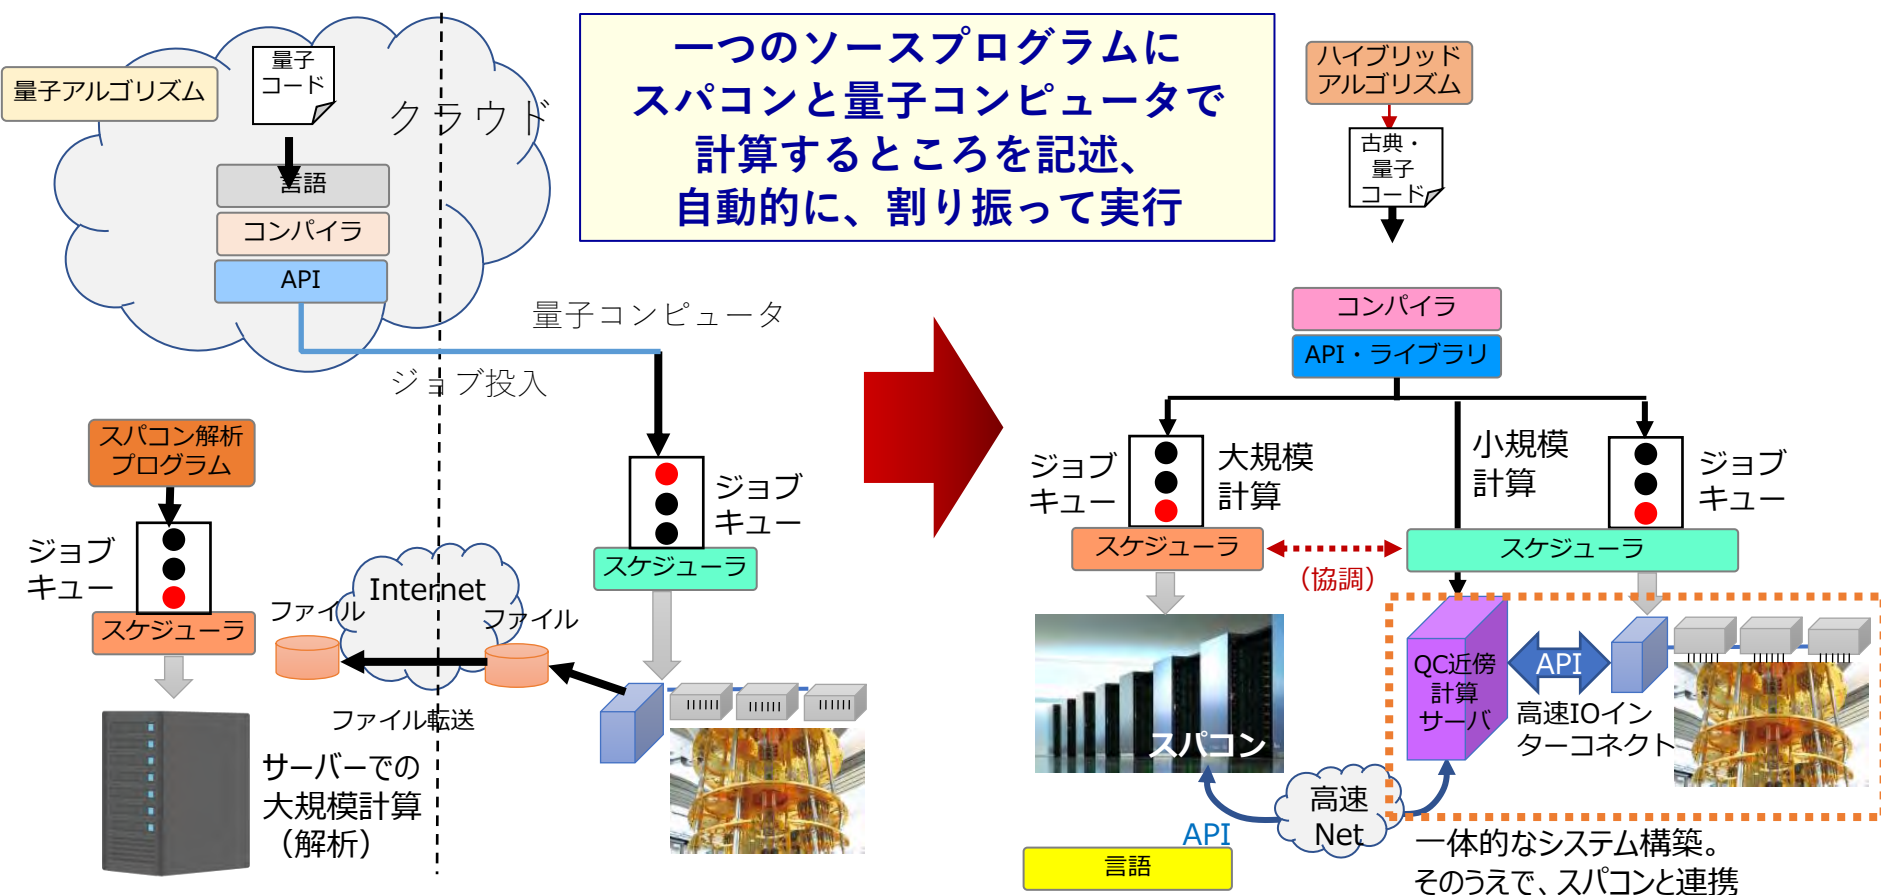 一つのソースプログラムに
スパコンと量子コンピュータで
計算するところを記述、
自動的に、割り振って実行
量子アルゴリズム
量子
コード
クラウド
言語
コンパイラ
API
量子コンピュータ
ジョブ投入
スパコン解析
プログラム
ジョブ
キュー
スケジューラ
ジョブ
キュー
スケジューラ
Internet
ファイル
ファイル
ファイル転送
サーバーでの
大規模計算
（解析）
ハイブリッド
アルゴリズム
古典・
量子
コード
コンパイラ
API・ライブラリ
ジョブ
キュー
大規模
計算
小規模
計算
ジョブ
キュー
スケジューラ
（協調）
スケジューラ
スパコン
QC近傍
計算
サーバ
API
高速IOイン
ターコネクト
高速
Net
API
言語
一体的なシステム構築。
そのうえで、スパコンと連携